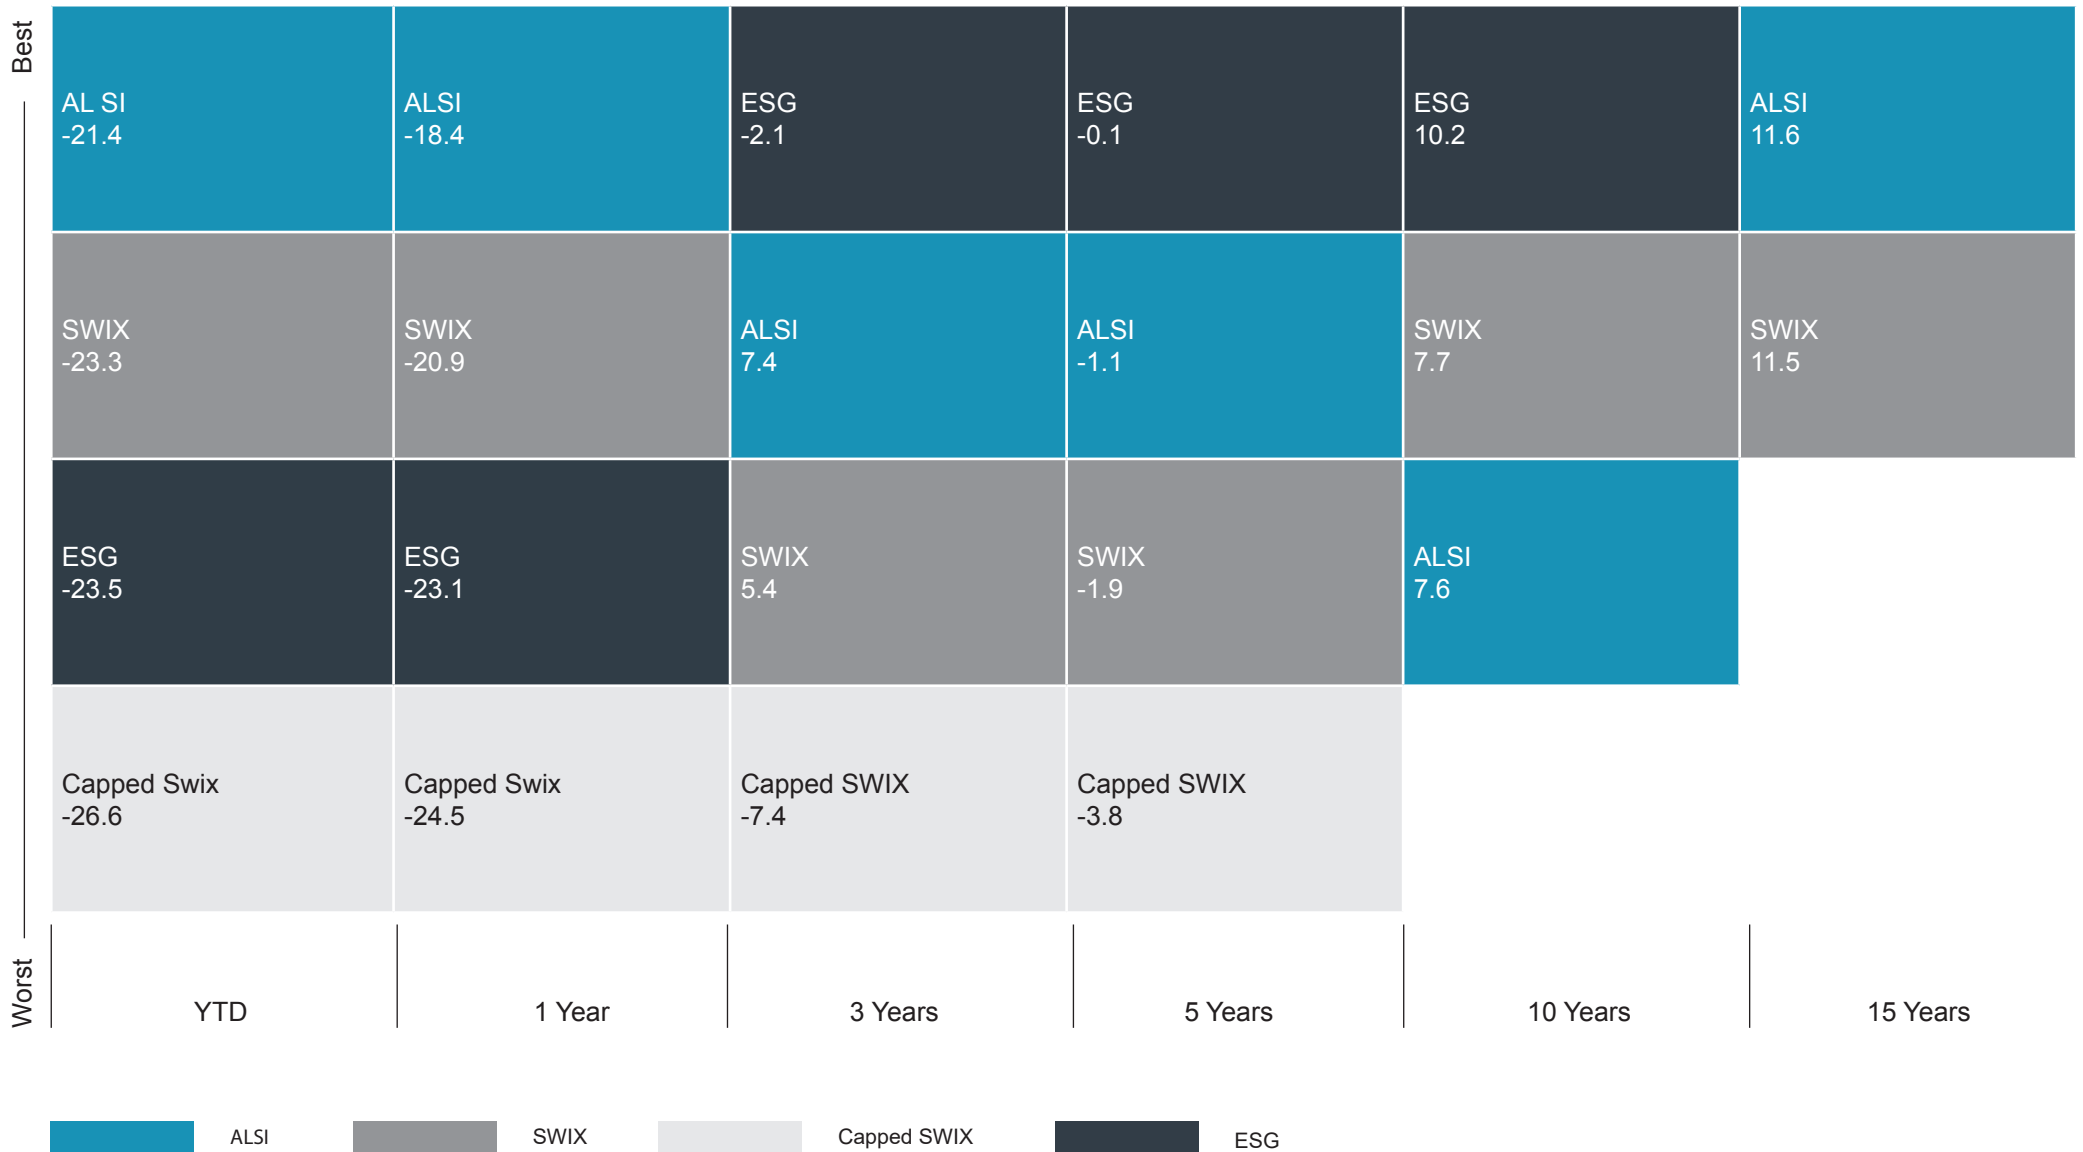 Best
AL SI
-21.4
ALSI
-18.4
ESG
-2.1
ESG
-0.1
ESG
10.2
ALSI
11.6
SWIX
-23.3
SWIX
-20.9
ALSI
7.4
ALSI
-1.1
SWIX
7.7
SWIX
11.5
ESG
-23.5
ESG
-23.1
SWIX
5.4
SWIX
-1.9
ALSI
7.6
Capped Swix
-26.6
Capped Swix
-24.5
Capped SWIX
-7.4
Capped SWIX
-3.8
Worst
YTD
1 Year
3 Years
5 Years
10 Years
15 Years
ALSI
SWIX
Capped SWIX
ESG